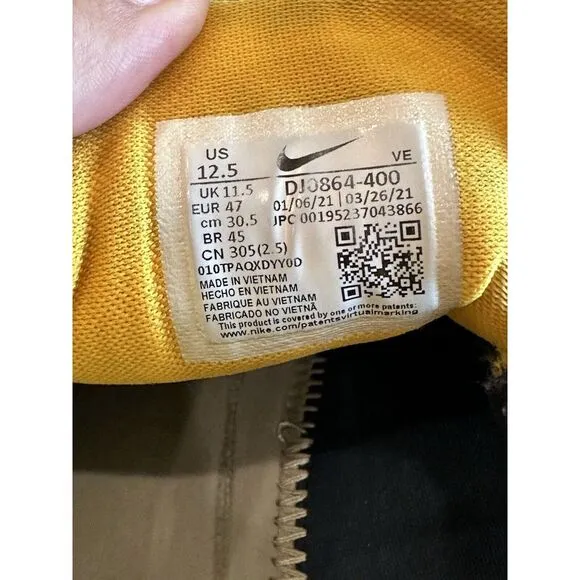 US VE
12.5
UK 11.5 DJ0864-400
EUR 47 01/06/21 03/26/21
cm 30.5 UPC 00195237043866
BR 45
CN 305(2.5)
010TPAQXDYY0D
MADE IN VIETNAM
HECHO EN VIETNAM
FABRIQUE AU VIETNAM
FABRICADO NO VIETNÃ
This product is covered by one or more patents:
www.nike.com/patentsvirtualmarking